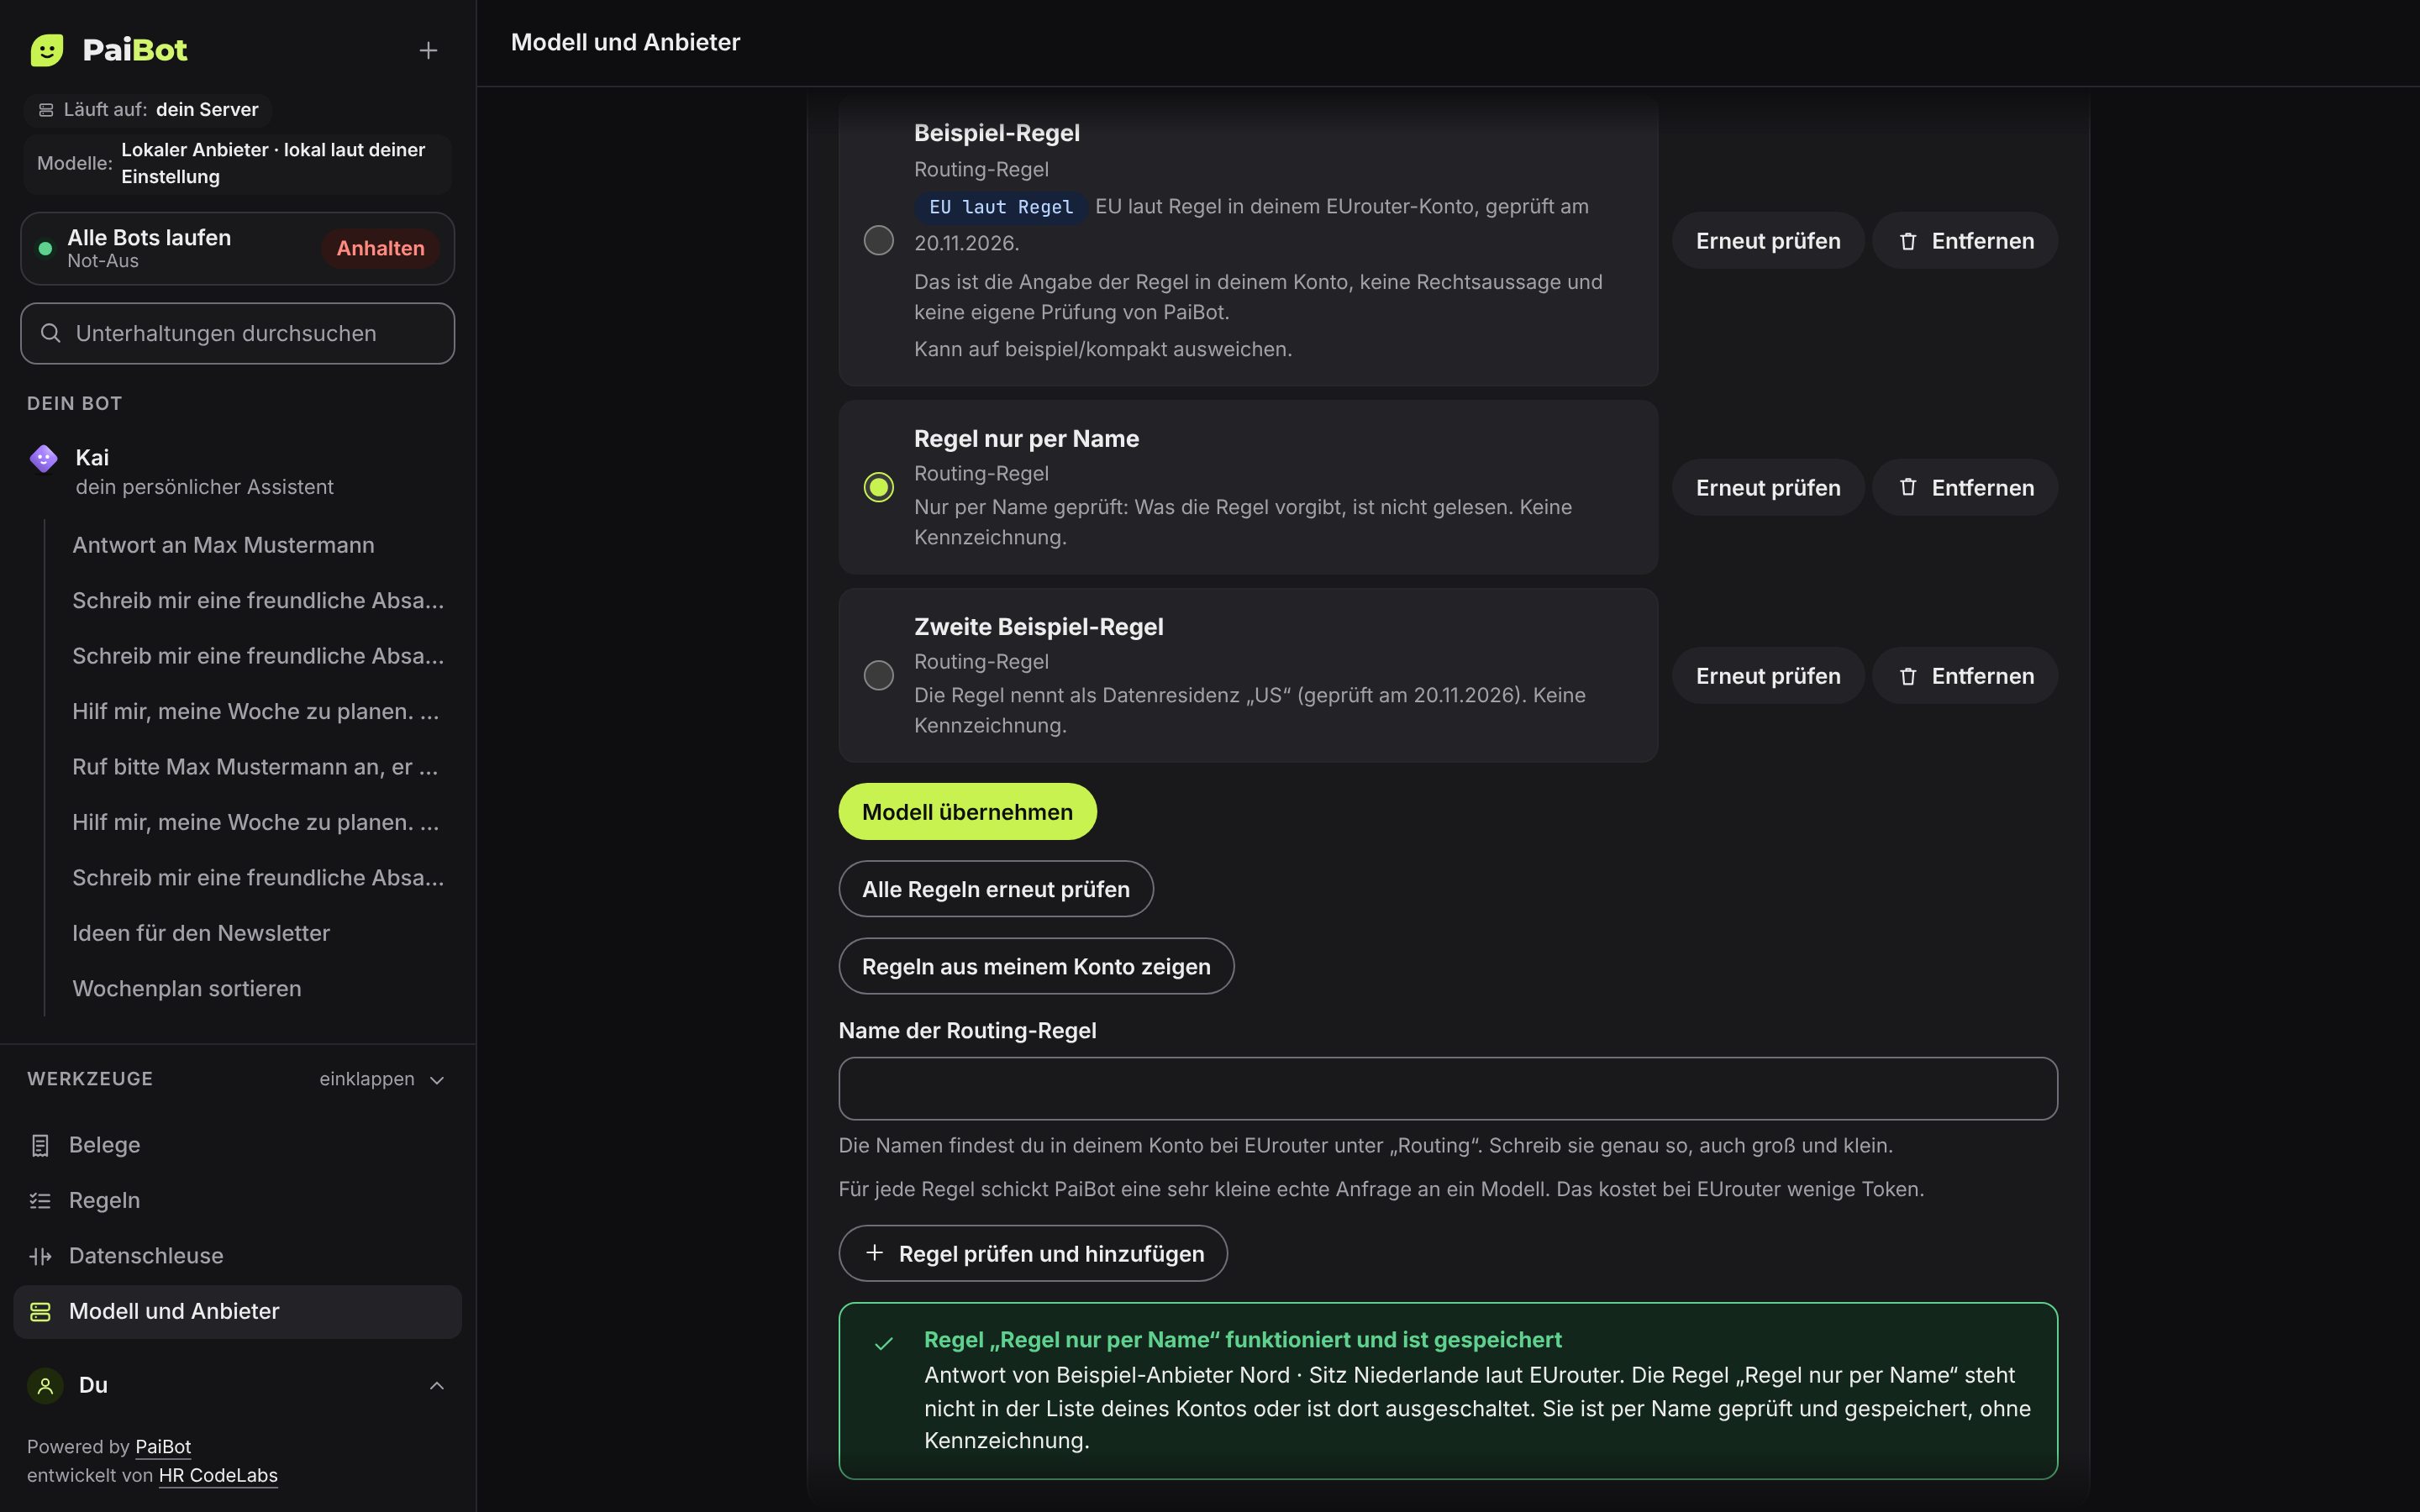 PaiBot
Läuft auf: dein Server
Modelle: Lokaler Anbieter · lokal laut deiner
Einstellung
Alle Bots laufen
Not-Aus
Anhalten
Unterhaltungen durchsuchen
DEIN BOT
Kai
dein persönlicher Assistent
Antwort an Max Mustermann
Schreib mir eine freundliche Absa...
Schreib mir eine freundliche Absa...
Hilf mir, meine Woche zu planen. ...
Ruf bitte Max Mustermann an, er ...
Hilf mir, meine Woche zu planen. ...
Schreib mir eine freundliche Absa...
Ideen für den Newsletter
Wochenplan sortieren
WERKZEUGE
einklappen
Belege
Regeln
Datenschleuse
Modell und Anbieter
Du
Powered by PaiBot
entwickelt von HR CodeLabs
Modell und Anbieter
Beispiel-Regel
Routing-Regel
EU laut Regel EU laut Regel in deinem EUrouter-Konto, geprüft am
20.11.2026.
Das ist die Angabe der Regel in deinem Konto, keine Rechtsaussage und
keine eigene Prüfung von PaiBot.
Kann auf beispiel/kompakt ausweichen.
Erneut prüfen
Entfernen
Regel nur per Name
Routing-Regel
Nur per Name geprüft: Was die Regel vorgibt, ist nicht gelesen. Keine
Kennzeichnung.
Erneut prüfen
Entfernen
Zweite Beispiel-Regel
Routing-Regel
Die Regel nennt als Datenresidenz „US“ (geprüft am 20.11.2026). Keine
Kennzeichnung.
Erneut prüfen
Entfernen
Modell übernehmen
Alle Regeln erneut prüfen
Regeln aus meinem Konto zeigen
Name der Routing-Regel
Die Namen findest du in deinem Konto bei EUrouter unter „Routing“. Schreib sie genau so, auch groß und klein.
Für jede Regel schickt PaiBot eine sehr kleine echte Anfrage an ein Modell. Das kostet bei EUrouter wenige Token.
Regel prüfen und hinzufügen
Regel „Regel nur per Name“ funktioniert und ist gespeichert
Antwort von Beispiel-Anbieter Nord · Sitz Niederlande laut EUrouter. Die Regel „Regel nur per Name“ steht
nicht in der Liste deines Kontos oder ist dort ausgeschaltet. Sie ist per Name geprüft und gespeichert, ohne
Kennzeichnung.